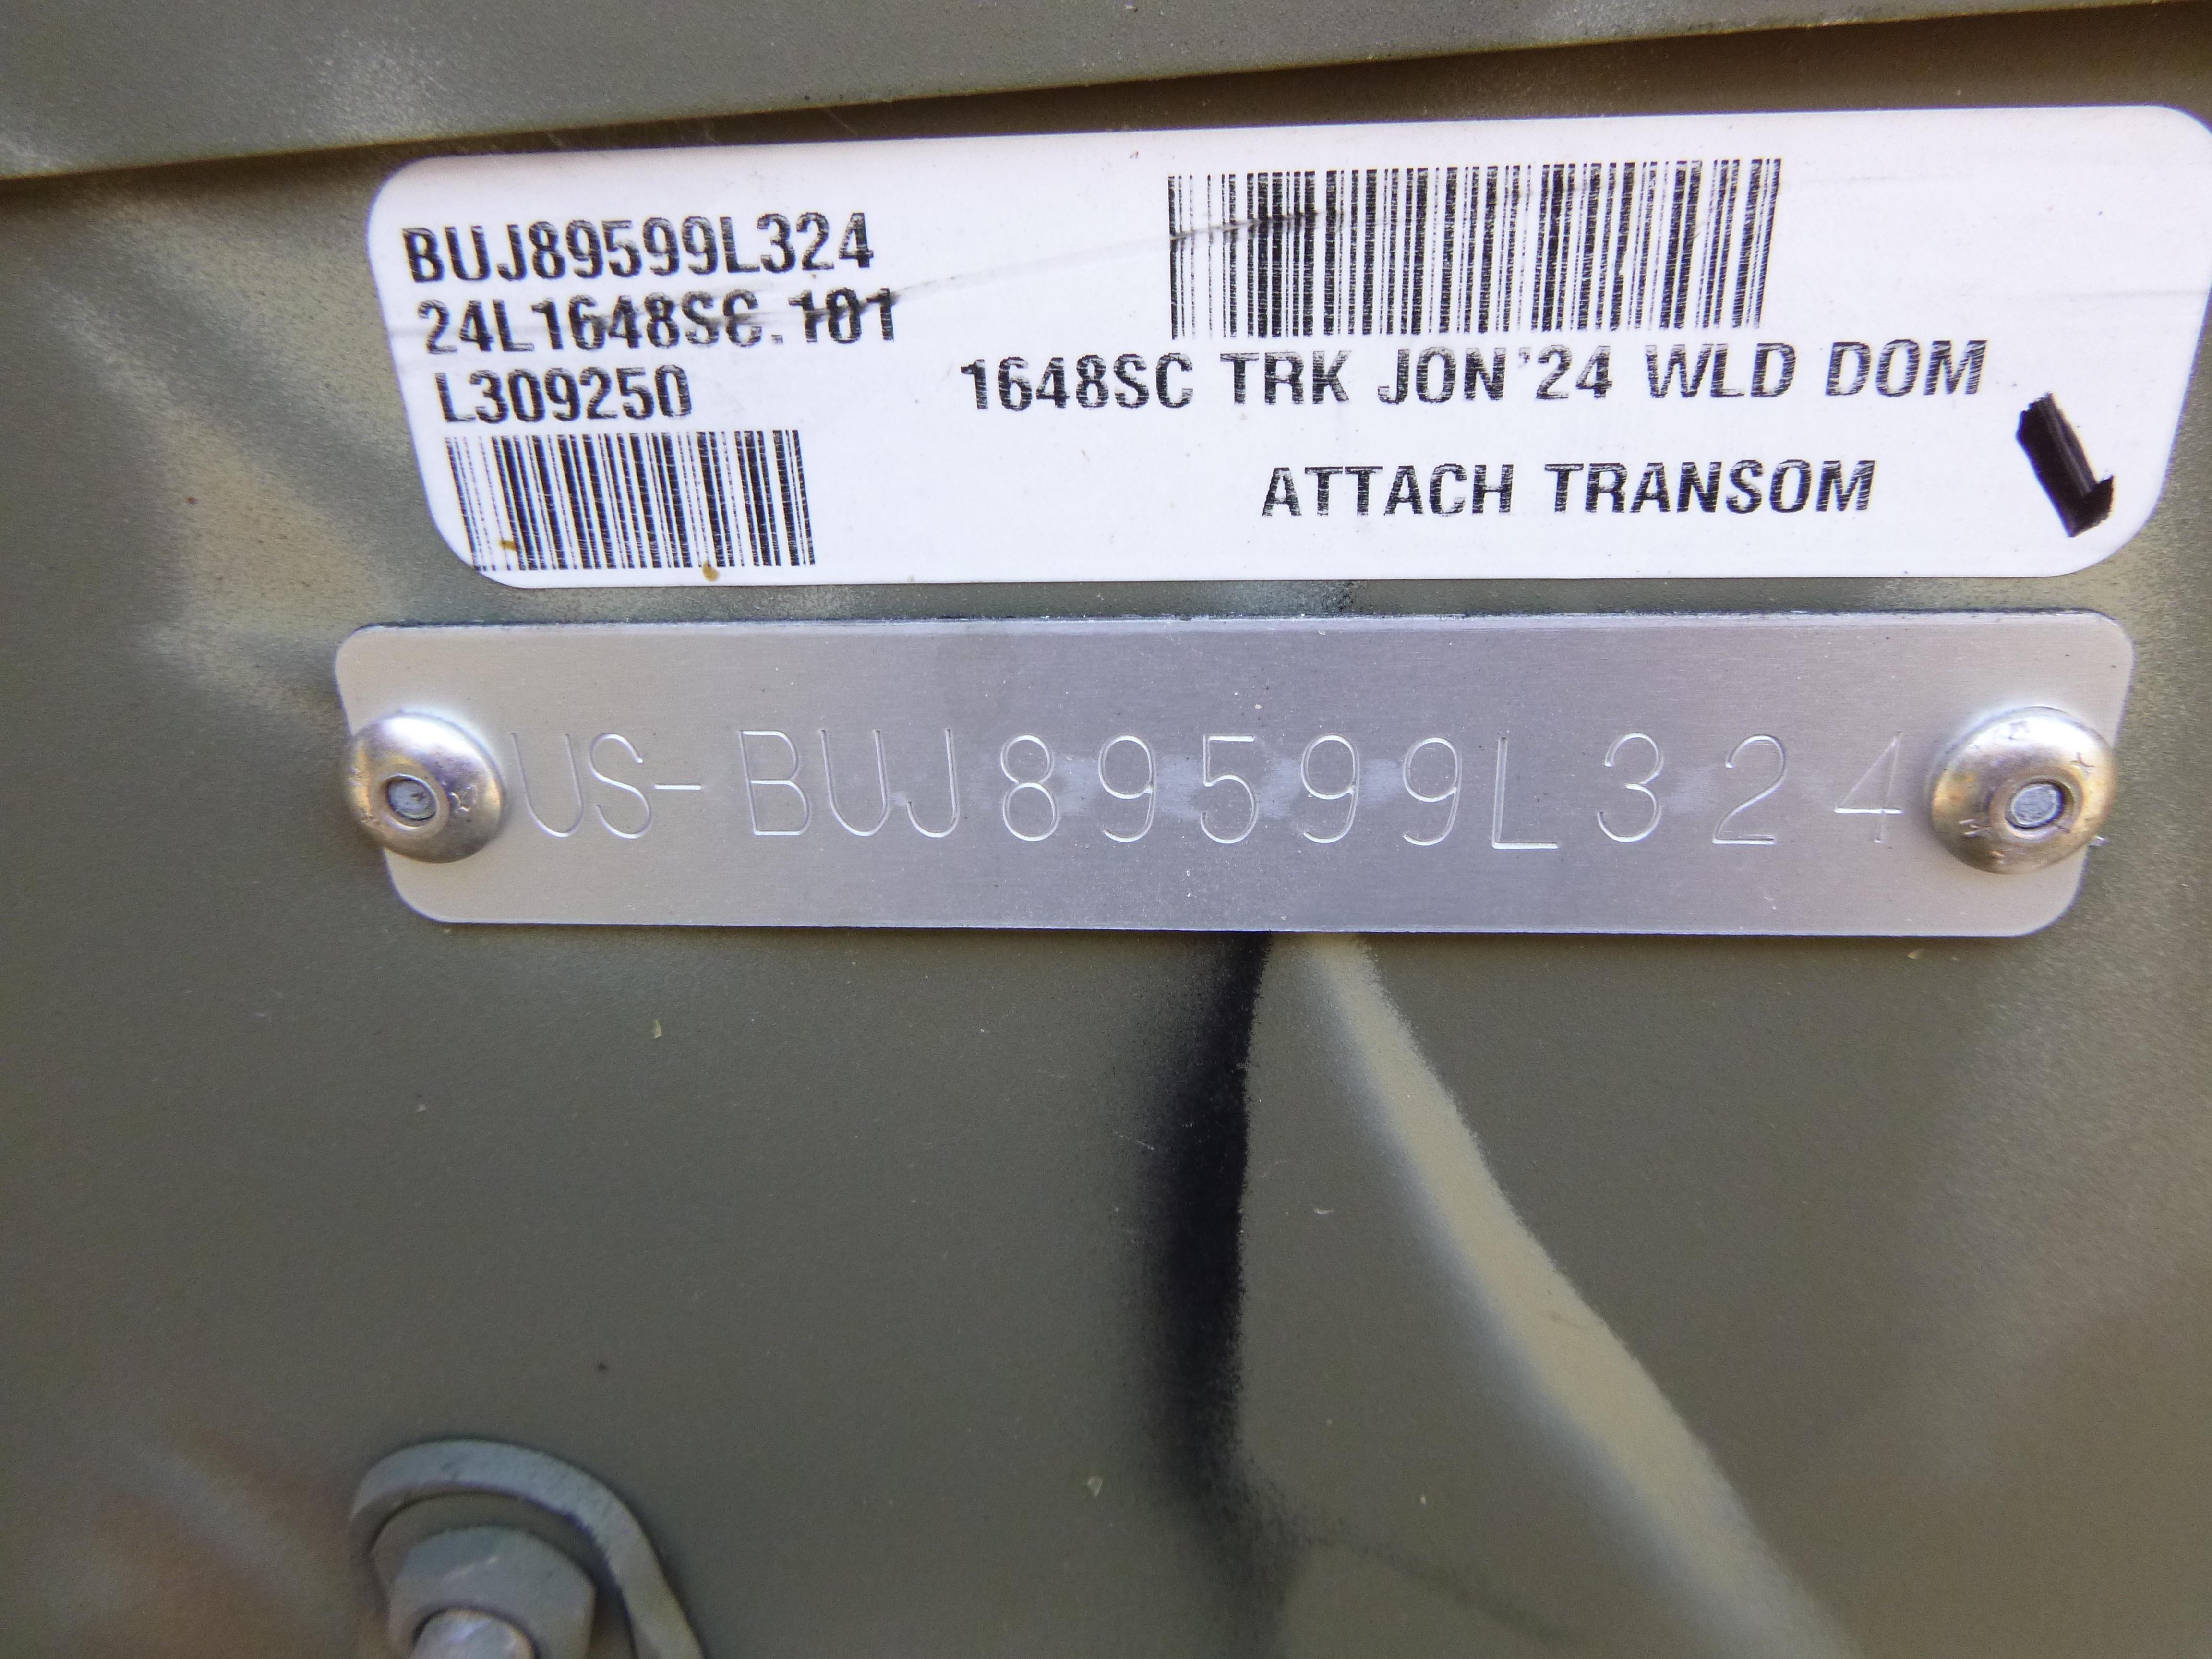 BUJ89599L324
24L1648SC.101
L309250
1648SC TRK JON'24 WLD DOM
ATTACH TRANSOM
US-BUJ89599L324